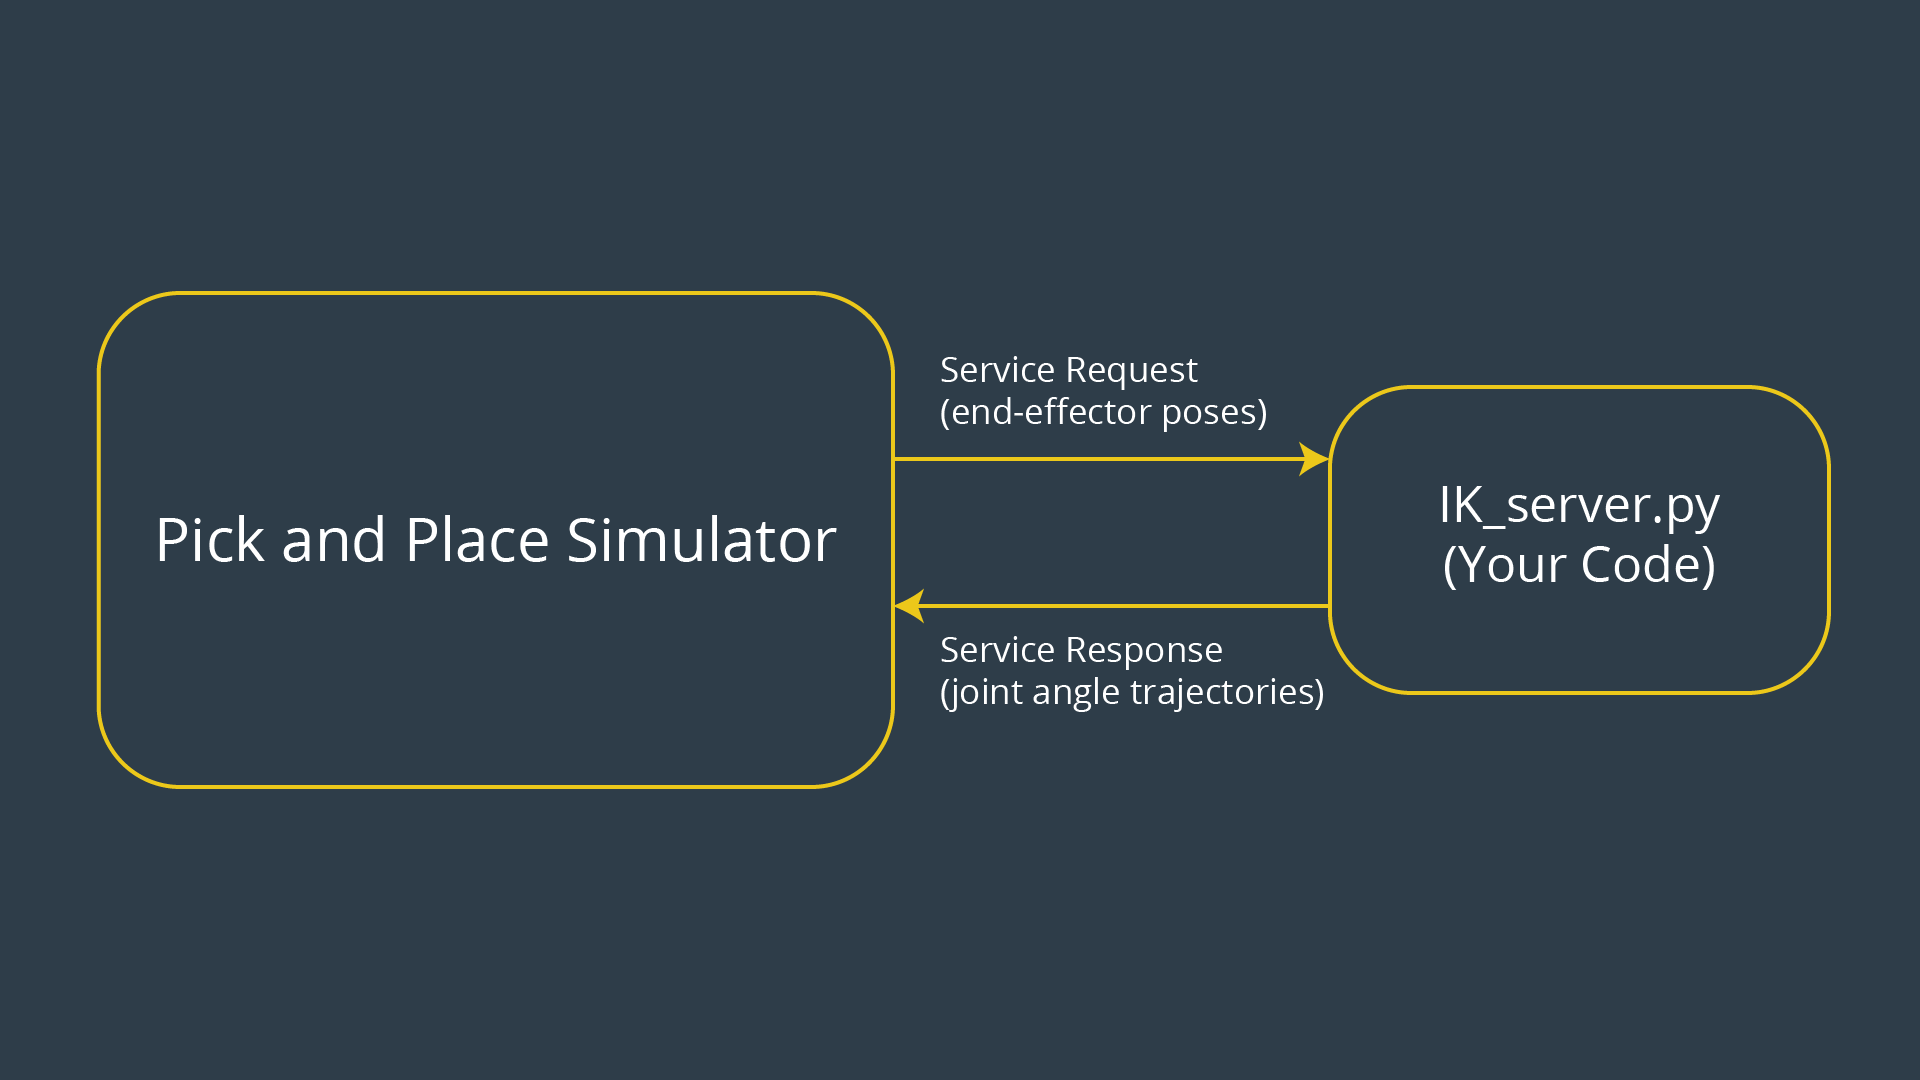 Pick and Place Simulator
Service Request
(end-effector poses)
Service Response
(joint angle trajectories)
IK_server.py
(Your Code)